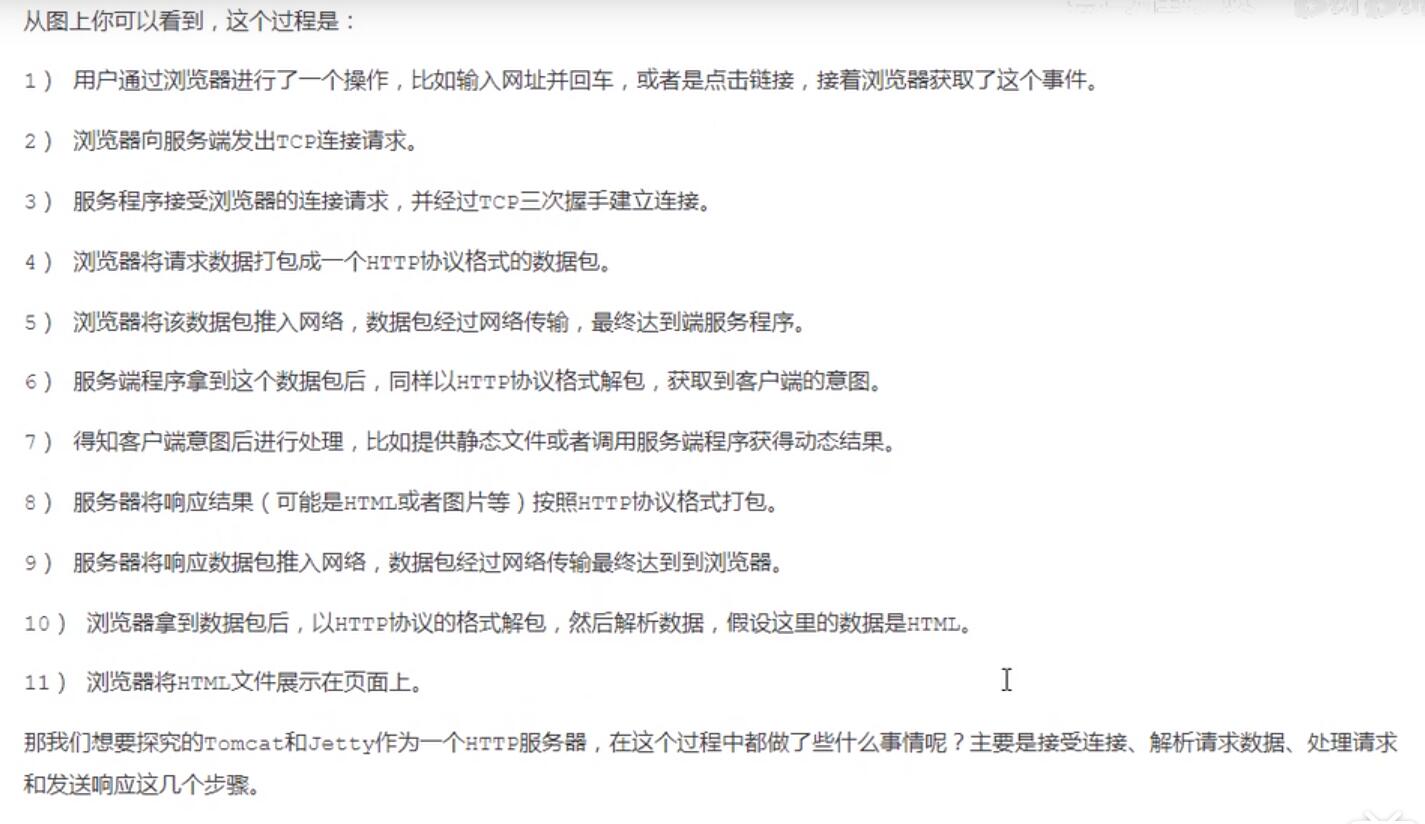 从图上你可以看到，这个过程是：
1） 用户通过浏览器进行了一个操作，比如输入网址并回车，或者是点击链接，接着浏览器获取了这个事件。
2） 浏览器向服务端发出TCP连接请求。
3） 服务程序接受浏览器的连接请求，并经过TCP三次握手建立连接。
4） 浏览器将请求数据打包成一个HTTP协议格式的数据包。
5） 浏览器将该数据包推入网络，数据包经过网络传输，最终达到端服务程序。
6） 服务端程序拿到这个数据包后，同样以HTTP协议格式解包，获取到客户端的意图。
7） 得知客户端意图后进行处理，比如提供静态文件或者调用服务端程序获得动态结果。
8） 服务器将响应结果（可能是HTML或者图片等）按照HTTP协议格式打包。
9） 服务器将响应数据包推入网络，数据包经过网络传输最终达到到浏览器。
10） 浏览器拿到数据包后，以HTTP协议的格式解包，然后解析数据，假设这里的数据是HTML。
11） 浏览器将HTML文件展示在页面上。
那我们想要探究的Tomcat和Jetty作为一个HTTP服务器，在这个过程中都做了些什么事情呢？主要是接受连接、解析请求数据、处理请求
和发送响应这几个步骤。